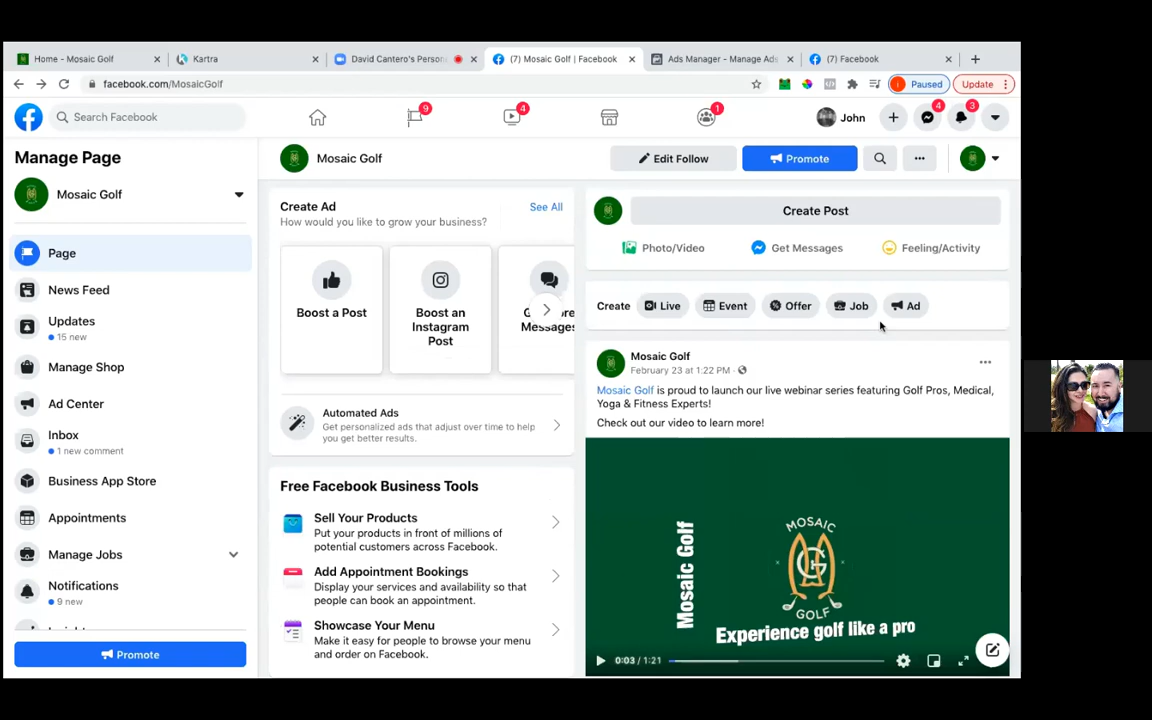 Home - Mosaic Golf
Kartra
David Cantero's Person
(7) Mosaic Golf | Facebook
Ads Manager - Manage Ads
(7) Facebook
facebook.com/MosaicGolf
Paused
Update
Search Facebook
9
4
1
John
4
3
Manage Page
Mosaic Golf
Edit Follow
Promote
Mosaic Golf
Page
News Feed
Updates
15 new
Manage Shop
Ad Center
Inbox
1 new comment
Business App Store
Appointments
Manage Jobs
Notifications
9 new
Promote
Create Ad
See All
How would you like to grow your business?
Boost a Post
Boost an
Instagram
Post
Messages
Automated Ads
Get personalized ads that adjust over time to help
you get better results.
Free Facebook Business Tools
Sell Your Products
Put your products in front of millions of
potential customers across Facebook.
Add Appointment Bookings
Display your services and availability so that
people can book an appointment.
Showcase Your Menu
Make it easy for people to browse your menu
and order on Facebook.
Create Post
Photo/Video
Get Messages
Feeling/Activity
Create
Live
Event
Offer
Job
Ad
Mosaic Golf
February 23 at 1:22 PM
Mosaic Golf is proud to launch our live webinar series featuring Golf Pros, Medical,
Yoga & Fitness Experts!
Check out our video to learn more!
Mosaic Golf
MOSAIC
GOLF
Experience golf like a pro
0:03 / 1:21